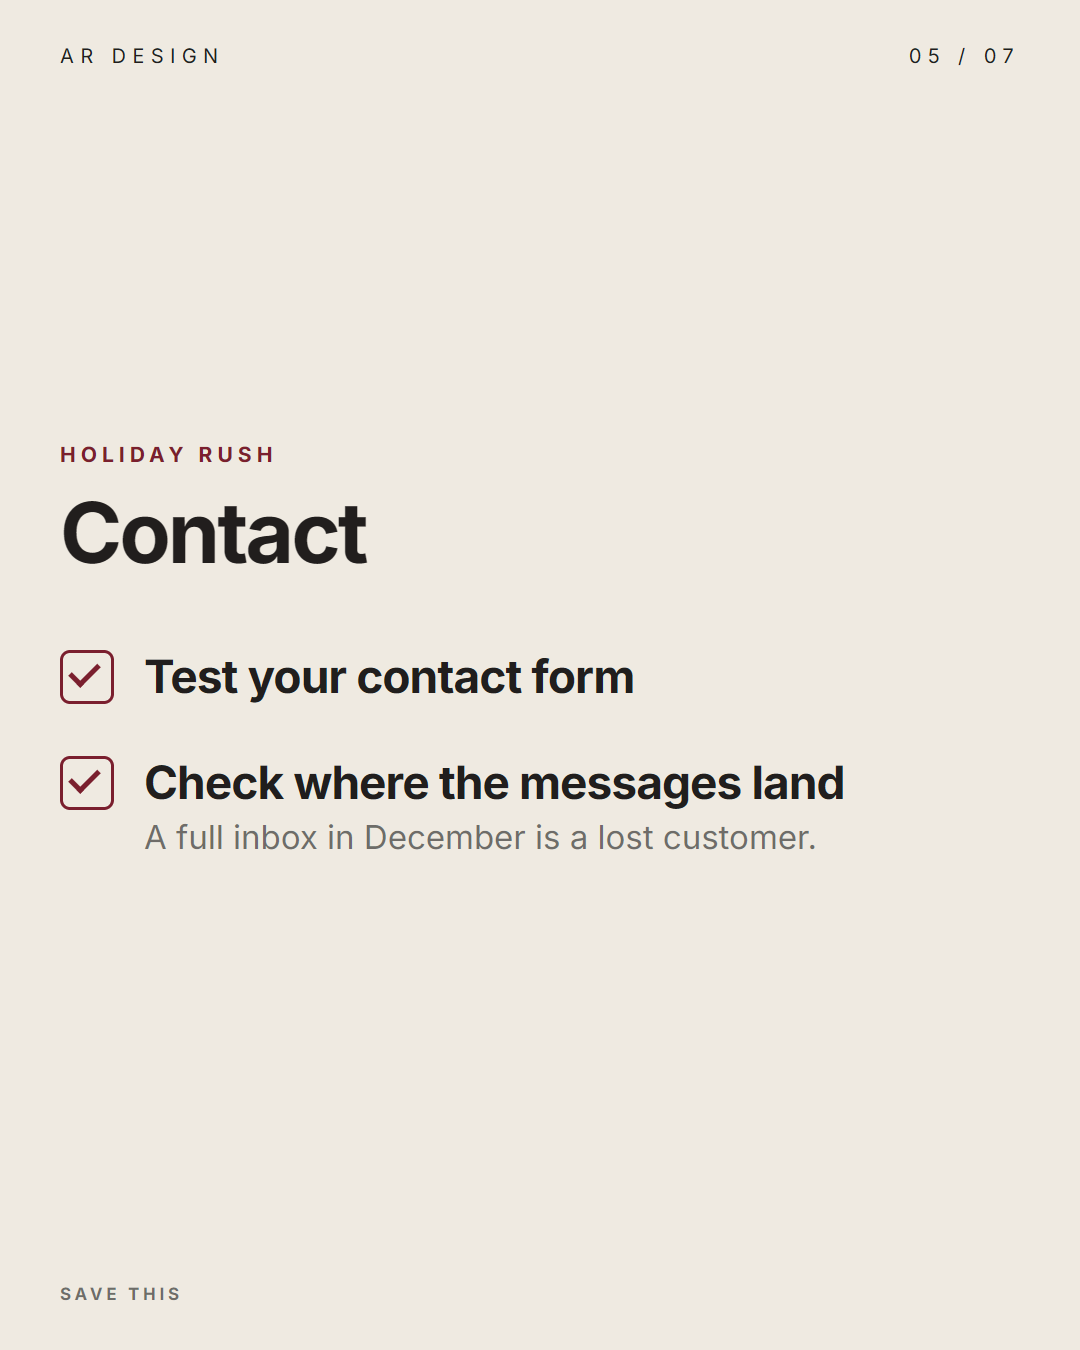 AR DESIGN
05 / 07
HOLIDAY RUSH
Contact
Test your contact form
Check where the messages land
A full inbox in December is a lost customer.
SAVE THIS